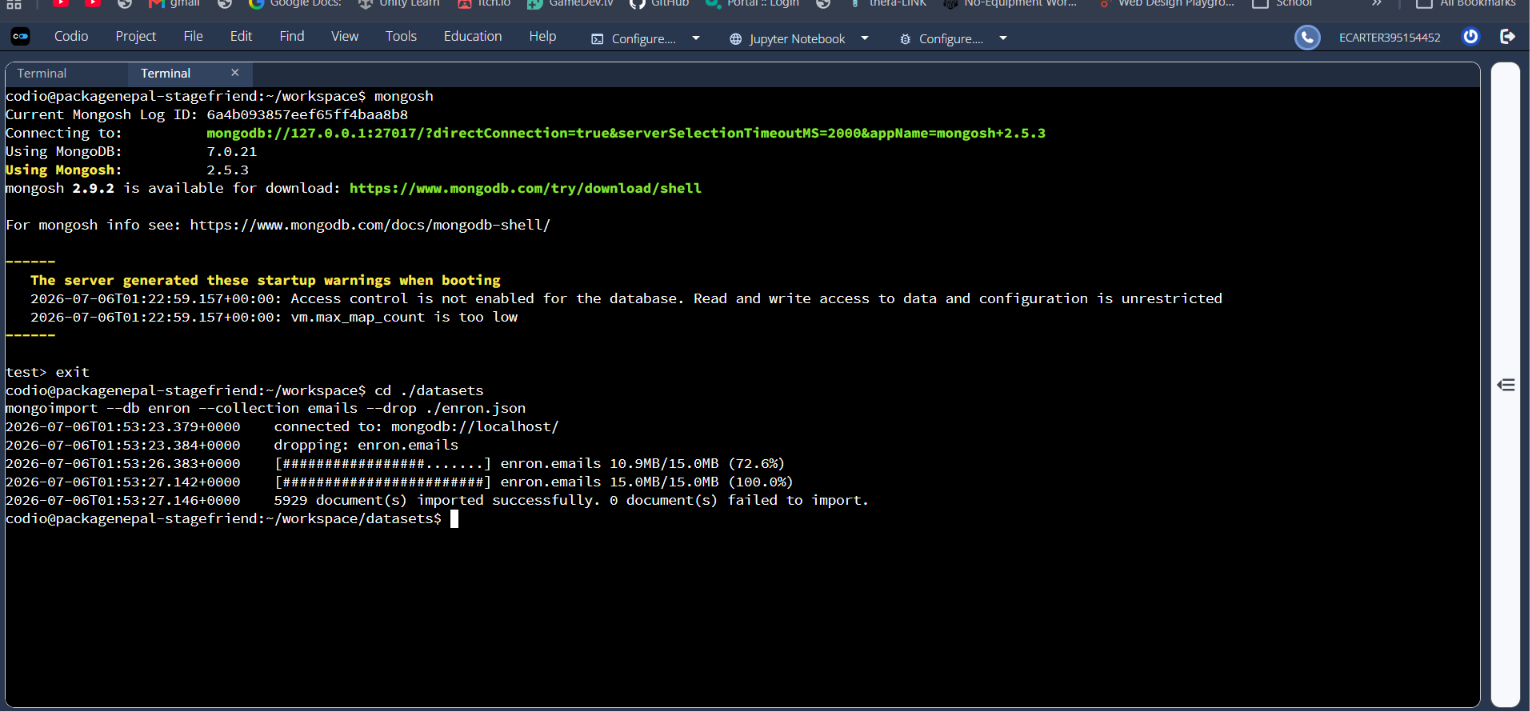 gmail Google Docs: Unity Learn itch.io GameDev.tv GitHub Portal :: Login thera-LINK No-Equipment Wor... Web Design Playgro... School » All Bookmarks
Codio Project File Edit Find View Tools Education Help Configure.... Jupyter Notebook Configure.... ECARTER395154452
Terminal Terminal ×
codio@packagenepal-stagefriend:~/workspace$ mongosh
Current Mongosh Log ID: 6a4b093857eef65ff4baa8b8
Connecting to: mongodb://127.0.0.1:27017/?directConnection=true&serverSelectionTimeoutMS=2000&appName=mongosh+2.5.3
Using MongoDB: 7.0.21
Using Mongosh: 2.5.3
mongosh 2.9.2 is available for download: https://www.mongodb.com/try/download/shell
For mongosh info see: https://www.mongodb.com/docs/mongodb-shell/
------
The server generated these startup warnings when booting
2026-07-06T01:22:59.157+00:00: Access control is not enabled for the database. Read and write access to data and configuration is unrestricted
2026-07-06T01:22:59.157+00:00: vm.max_map_count is too low
------
test> exit
codio@packagenepal-stagefriend:~/workspace$ cd ./datasets
mongoimport --db enron --collection emails --drop ./enron.json
2026-07-06T01:53:23.379+0000 connected to: mongodb://localhost/
2026-07-06T01:53:23.384+0000 dropping: enron.emails
2026-07-06T01:53:26.383+0000 [#################.......] enron.emails 10.9MB/15.0MB (72.6%)
2026-07-06T01:53:27.142+0000 [########################] enron.emails 15.0MB/15.0MB (100.0%)
2026-07-06T01:53:27.146+0000 5929 document(s) imported successfully. 0 document(s) failed to import.
codio@packagenepal-stagefriend:~/workspace/datasets$